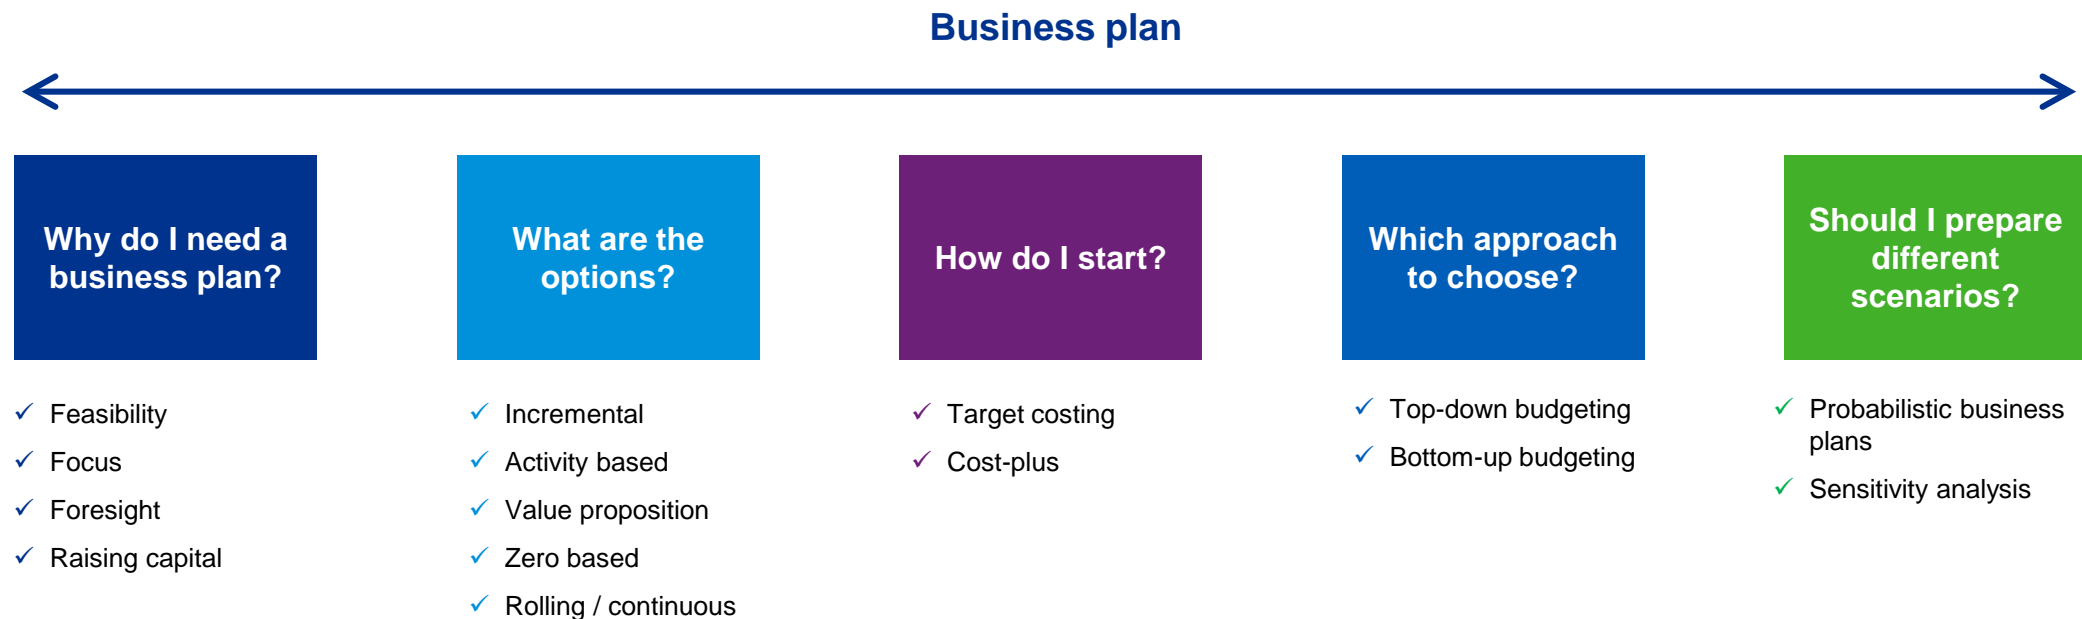 Business plan
Why do I need a
business plan?
Feasibility
Focus
Foresight
Raising capital
What are the
options?
Incremental
Activity based
Value proposition
Zero based
Rolling / continuous
How do I start?
Target costing
Cost-plus
Which approach
to choose?
Top-down budgeting
Bottom-up budgeting
Should I prepare
different
scenarios?
Probabilistic business
plans
Sensitivity analysis